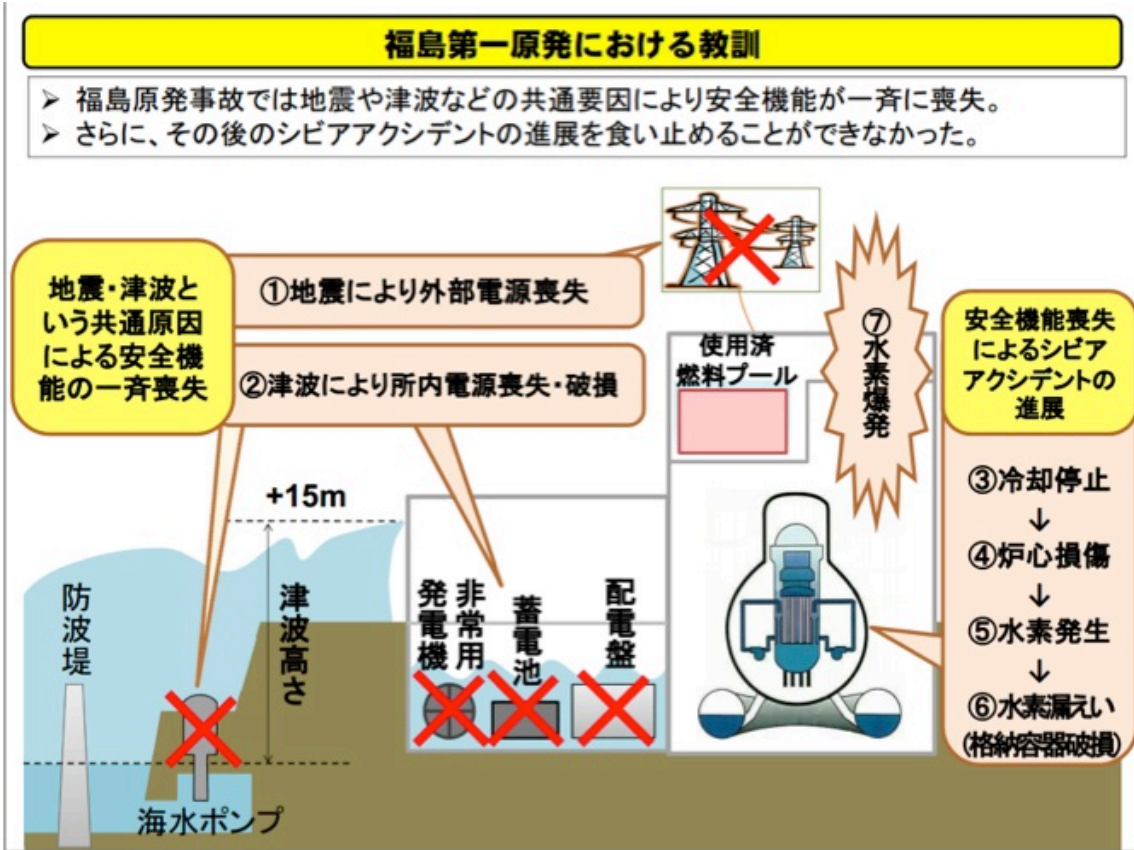 福島第一原発における教訓
➢ 福島原発事故では地震や津波などの共通要因により安全機能が一斉に喪失。
➢ さらに、その後のシビアアクシデントの進展を食い止めることができなかった。
地震・津波と
いう共通原因
による安全機
能の一斉喪失
①地震により外部電源喪失
②津波により所内電源喪失・破損
使用済
燃料プール
⑦水素爆発
安全機能喪失
によるシビア
アクシデントの
進展
③冷却停止
↓
④炉心損傷
↓
⑤水素発生
↓
⑥水素漏えい
(格納容器破損)
+15m
津波高さ
防波堤
海水ポンプ
非常用
発電機
蓄電池
配電盤